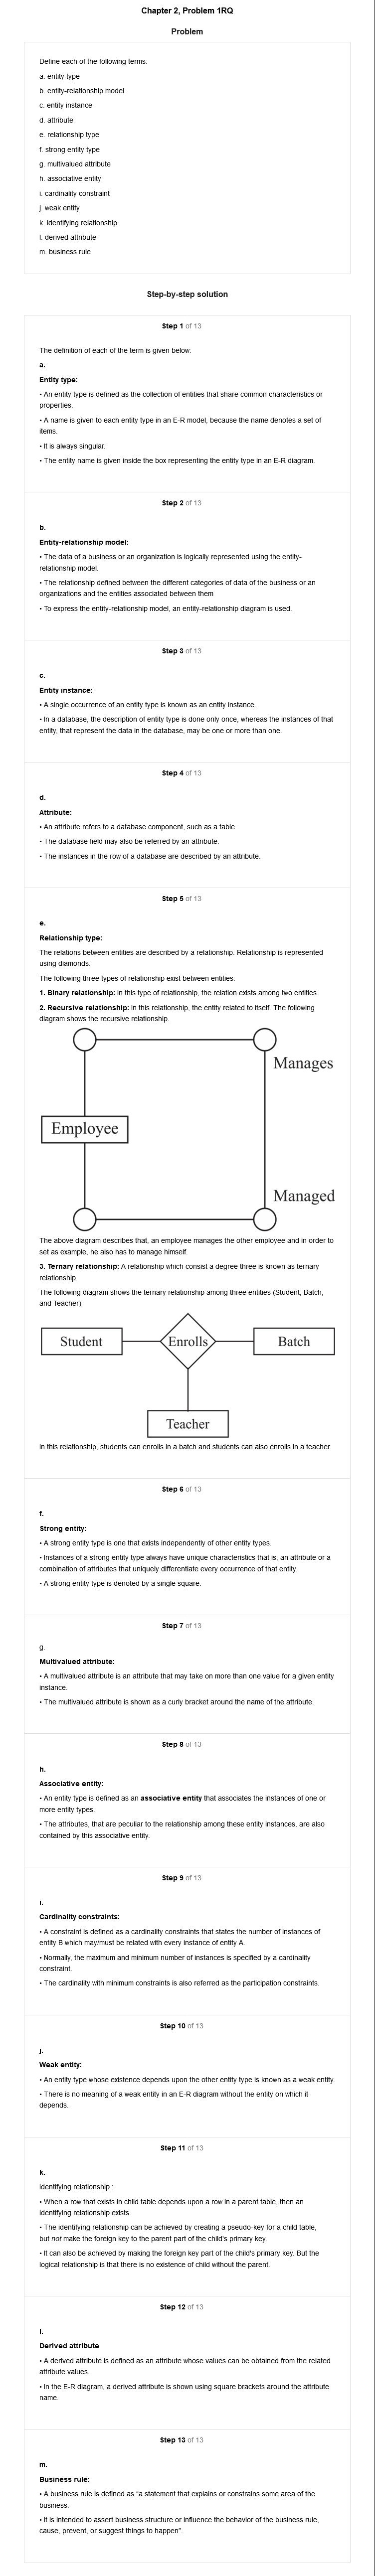 Chapter 2, Problem 1RQ
Problem
Define each of the following terms:
a. entity type
b. entity-relationship model
c. entity instance
d. attribute
e. relationship type
f. strong entity type
g. multivalued attribute
h. associative entity
i. cardinality constraint
j. weak entity
k. identifying relationship
l. derived attribute
m. business rule
Step-by-step solution
Step 1 of 13
The definition of each of the term is given below:
a.
Entity type:
• An entity type is defined as the collection of entities that share common characteristics or
properties.
• A name is given to each entity type in an E-R model, because the name denotes a set of
items.
• It is always singular.
• The entity name is given inside the box representing the entity type in an E-R diagram.
Step 2 of 13
b.
Entity-relationship model:
• The data of a business or an organization is logically represented using the entity-
relationship model.
• The relationship defined between the different categories of data of the business or an
organizations and the entities associated between them
• To express the entity-relationship model, an entity-relationship diagram is used.
Step 3 of 13
c.
Entity instance:
• A single occurrence of an entity type is known as an entity instance.
• In a database, the description of entity type is done only once, whereas the instances of that
entity, that represent the data in the database, may be one or more than one.
Step 4 of 13
d.
Attribute:
• An attribute refers to a database component, such as a table.
• The database field may also be referred by an attribute.
• The instances in the row of a database are described by an attribute.
Step 5 of 13
e.
Relationship type:
The relations between entities are described by a relationship. Relationship is represented
using diamonds.
The following three types of relationship exist between entities.
1. Binary relationship: In this type of relationship, the relation exists among two entities.
2. Recursive relationship: In this relationship, the entity related to itself. The following
diagram shows the recursive relationship.
Manages
Employee
Managed
The above diagram describes that, an employee manages the other employee and in order to
set as example, he also has to manage himself.
3. Ternary relationship: A relationship which consist a degree three is known as ternary
relationship.
The following diagram shows the ternary relationship among three entities (Student, Batch,
and Teacher)
Student
Enrolls
Batch
Teacher
In this relationship, students can enrolls in a batch and students can also enrolls in a teacher.
Step 6 of 13
f.
Strong entity:
• A strong entity type is one that exists independently of other entity types.
• Instances of a strong entity type always have unique characteristics that is, an attribute or a
combination of attributes that uniquely differentiate every occurrence of that entity.
• A strong entity type is denoted by a single square.
Step 7 of 13
g.
Multivalued attribute:
• A multivalued attribute is an attribute that may take on more than one value for a given entity
instance.
• The multivalued attribute is shown as a curly bracket around the name of the attribute.
Step 8 of 13
h.
Associative entity:
• An entity type is defined as an associative entity that associates the instances of one or
more entity types.
• The attributes, that are peculiar to the relationship among these entity instances, are also
contained by this associative entity.
Step 9 of 13
i.
Cardinality constraints:
• A constraint is defined as a cardinality constraints that states the number of instances of
entity B which may/must be related with every instance of entity A.
• Normally, the maximum and minimum number of instances is specified by a cardinality
constraint.
• The cardinality with minimum constraints is also referred as the participation constraints.
Step 10 of 13
j.
Weak entity:
• An entity type whose existence depends upon the other entity type is known as a weak entity.
• There is no meaning of a weak entity in an E-R diagram without the entity on which it
depends.
Step 11 of 13
k.
Identifying relationship :
• When a row that exists in child table depends upon a row in a parent table, then an
identifying relationship exists.
• The identifying relationship can be achieved by creating a pseudo-key for a child table,
but not make the foreign key to the parent part of the child's primary key.
• It can also be achieved by making the foreign key part of the child's primary key. But the
logical relationship is that there is no existence of child without the parent.
Step 12 of 13
l.
Derived attribute
• A derived attribute is defined as an attribute whose values can be obtained from the related
attribute values.
• In the E-R diagram, a derived attribute is shown using square brackets around the attribute
name.
Step 13 of 13
m.
Business rule:
• A business rule is defined as "a statement that explains or constrains some area of the
business.
• It is intended to assert business structure or influence the behavior of the business rule,
cause, prevent, or suggest things to happen".